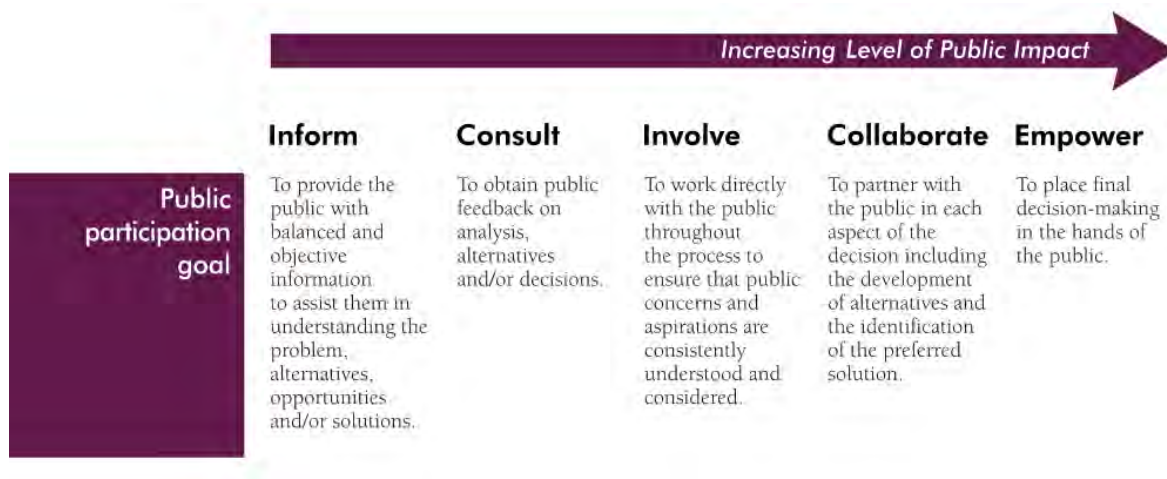 Increasing Level of Public Impact
Inform
Consult
Involve
Collaborate
Empower
Public
participation
goal
To provide the
public with
balanced and
objective
information
to assist them in
understanding the
problem,
alternatives,
opportunities
and/or solutions.
To obtain public
feedback on
analysis,
alternatives
and/or decisions.
To work directly
with the public
throughout
the process to
ensure that public
concerns and
aspirations are
consistently
understood and
considered.
To partner with
the public in each
aspect of the
decision including
the development
of alternatives and
the identification
of the preferred
solution.
To place final
decision-making
in the hands of
the public.